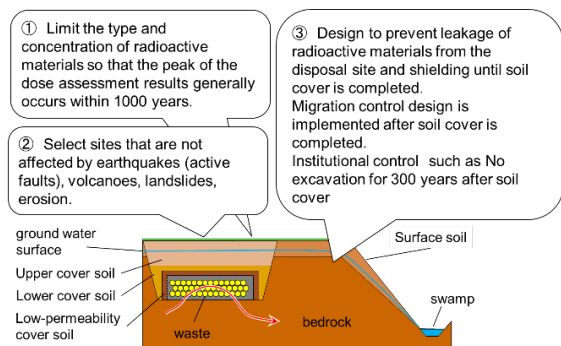 ① Limit the type and
concentration of radioactive
materials so that the peak of the
dose assessment results generally
occurs within 1000 years.
② Select sites that are not
affected by earthquakes (active
faults), volcanoes, landslides,
erosion.
③ Design to prevent leakage of
radioactive materials from the
disposal site and shielding until soil
cover is completed.
Migration control design is
implemented after soil cover is
completed.
Institutional control such as No
excavation for 300 years after soil
cover
ground water
surface
Upper cover soil
Lower cover soil
Low-permeability
cover soil
waste
bedrock
Surface soil
swamp